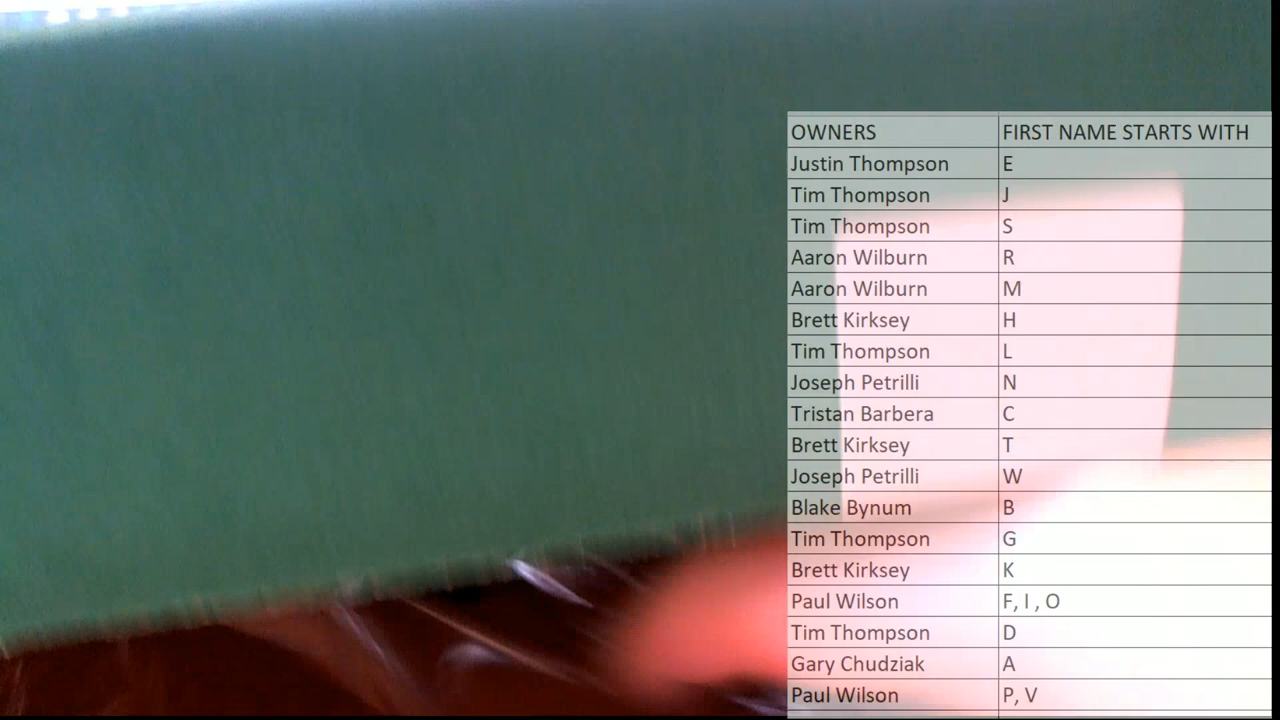 OWNERS FIRST NAME STARTS WITH
Justin Thompson E
Tim Thompson J
Tim Thompson S
Aaron Wilburn R
Aaron Wilburn M
Brett Kirksey H
Tim Thompson L
Joseph Petrilli N
Tristan Barbera C
Brett Kirksey T
Joseph Petrilli W
Blake Bynum B
Tim Thompson G
Brett Kirksey K
Paul Wilson F, I , O
Tim Thompson D
Gary Chudziak A
Paul Wilson P, V